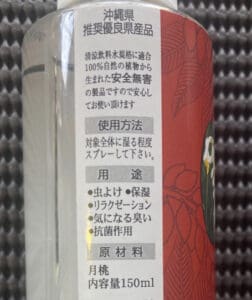 沖縄県
推奨優良県産品
清涼飲料水規格に適合
100%自然の植物から
生まれた安全無害
の製品ですので安心し
てお使い頂けます
使用方法
対象全体に湿る程度
スプレーして下さい。
用途
●虫よけ ●保湿
●リラクゼーション
●気になる臭い
●抗菌作用
原材料
月桃
内容量150ml